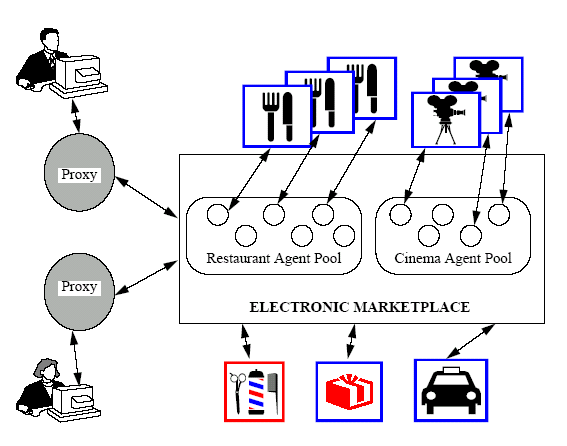 Proxy
Restaurant Agent Pool
Cinema Agent Pool
Proxy
ELECTRONIC MARKETPLACE